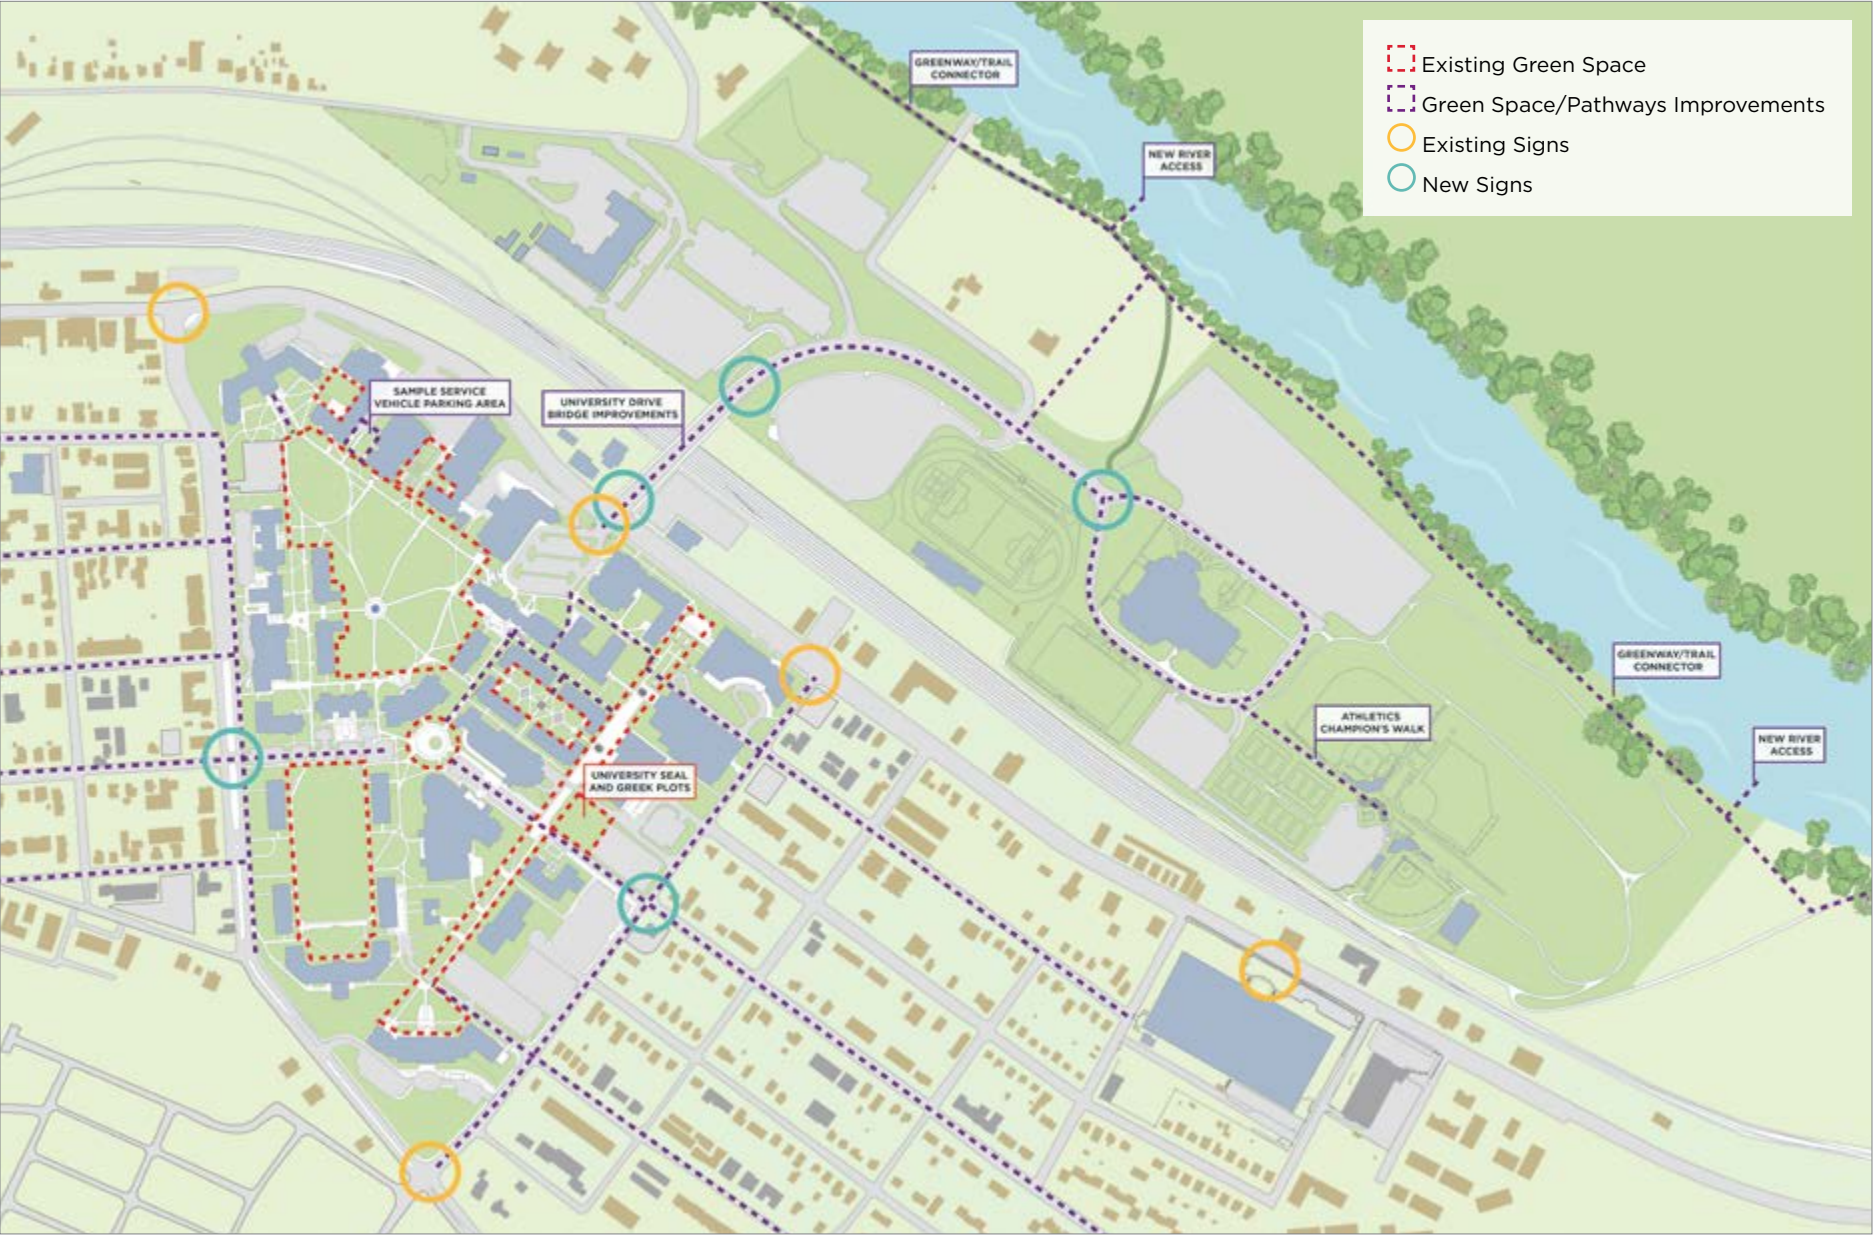 GREENWAY/TRAIL
CONNECTOR
NEW RIVER
ACCESS
Existing Green Space
Green Space/Pathways Improvements
Existing Signs
New Signs
SAMPLE SERVICE
VEHICLE PARKING AREA
UNIVERSITY DRIVE
BRIDGE IMPROVEMENTS
GREENWAY/TRAIL
CONNECTOR
ATHLETICS
CHAMPION'S WALK
NEW RIVER
ACCESS
UNIVERSITY SEAL
AND GREEK PLOTS